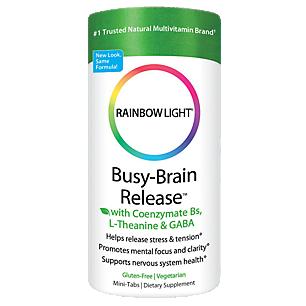 #1 Trusted Natural Multivitamin Brand◊
New Look,
Same
Formula!
RAINBOW LIGHT®
Busy-Brain
Release™
with Coenzymate Bs,
L-Theanine & GABA
Helps release stress & tension*
Promotes mental focus and clarity*
Supports nervous system health*
Gluten-Free | Vegetarian
Mini-Tabs | Dietary Supplement